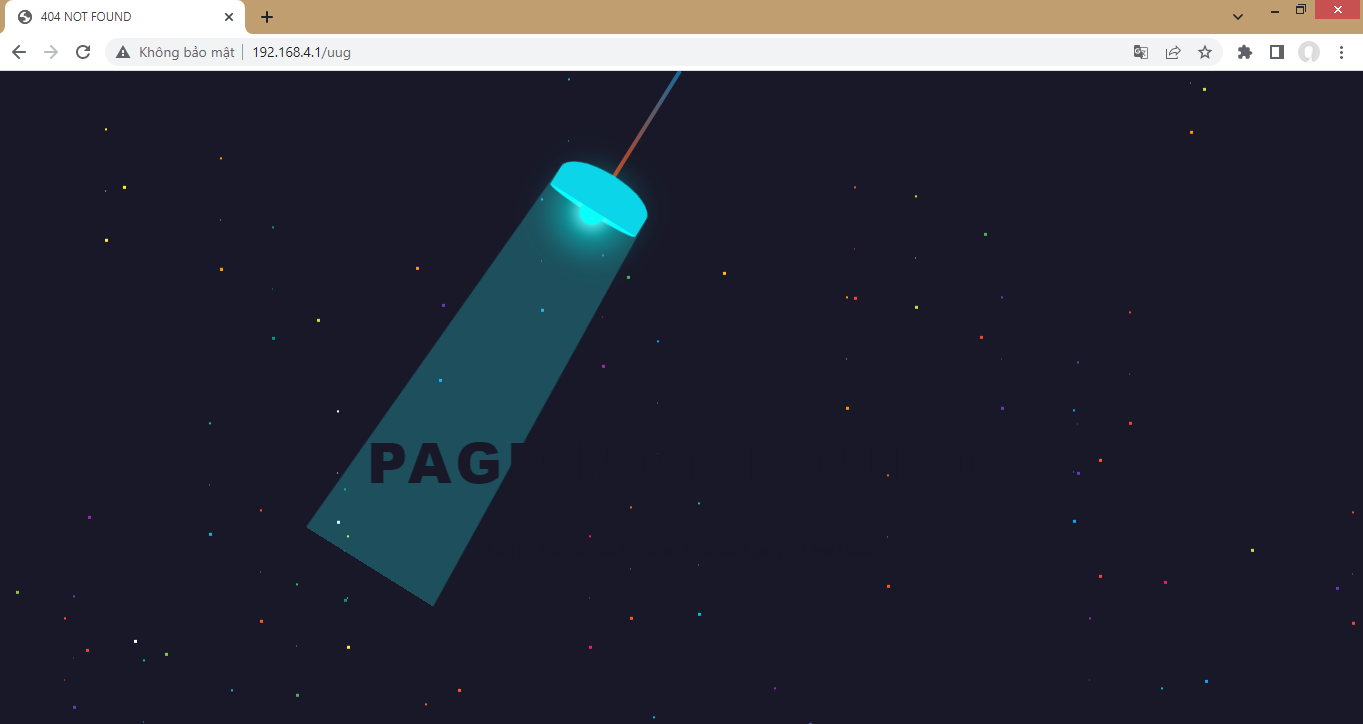 404 NOT FOUND
Không bảo mật
192.168.4.1/uug
PAG